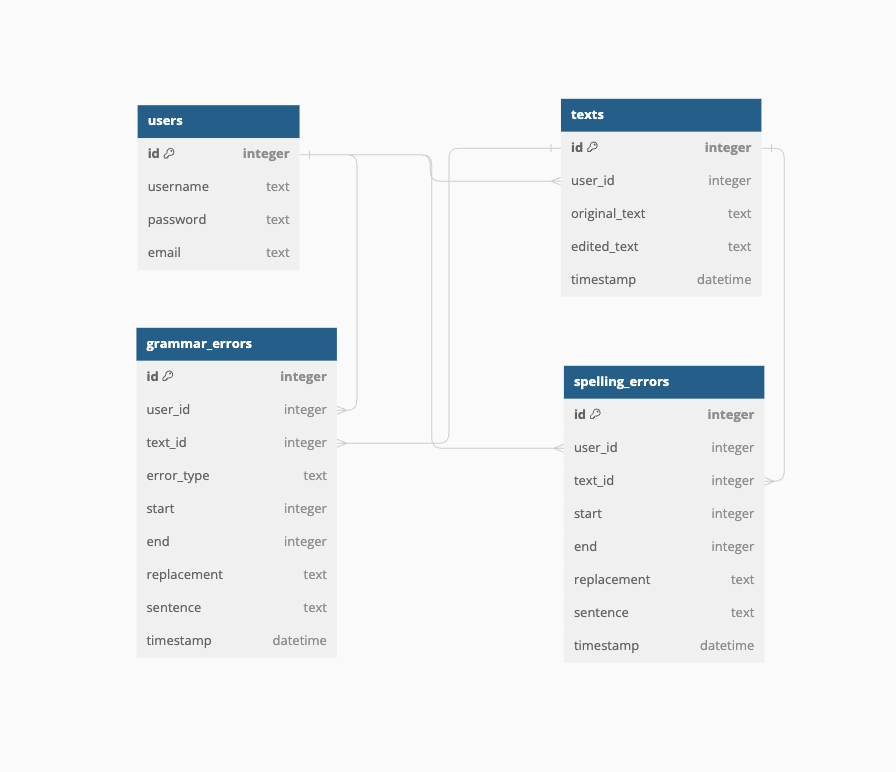 users
id integer
username text
password text
email text
texts
id integer
user_id integer
original_text text
edited_text text
timestamp datetime
grammar_errors
id integer
user_id integer
text_id integer
error_type text
start integer
end integer
replacement text
sentence text
timestamp datetime
spelling_errors
id integer
user_id integer
text_id integer
start integer
end integer
replacement text
sentence text
timestamp datetime